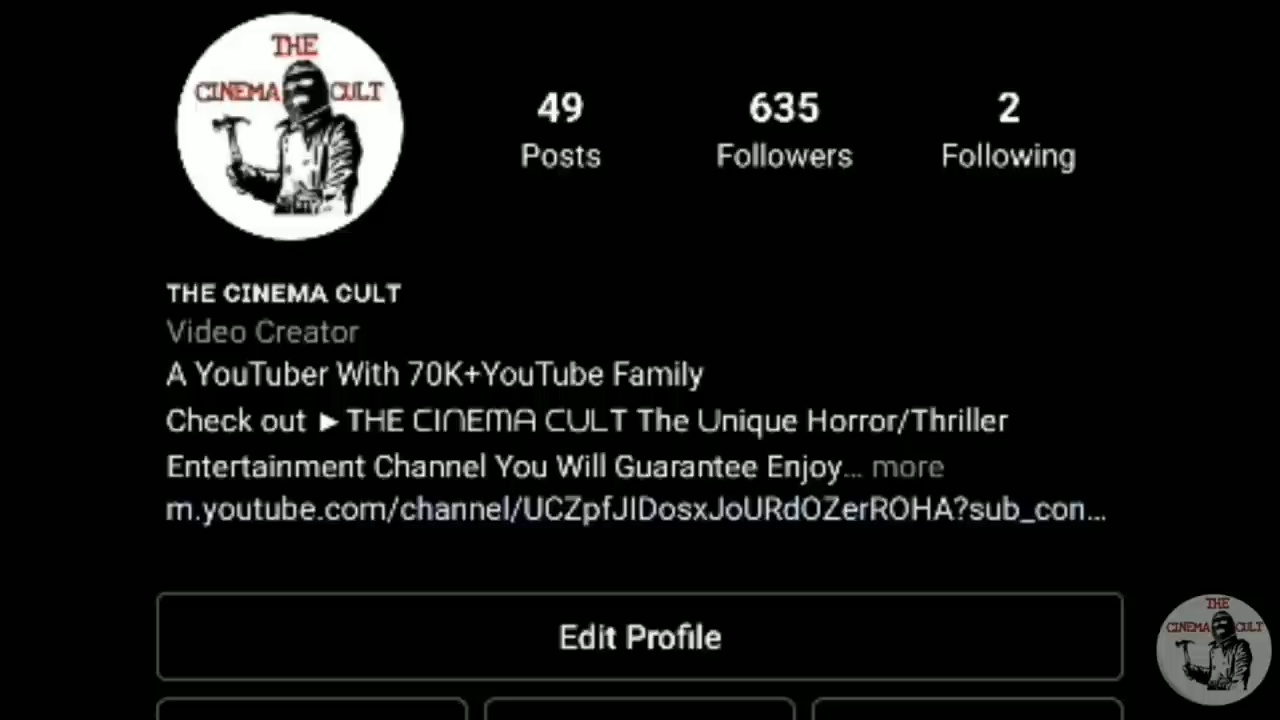 THE
CINEMA CULT
49 635 2
Posts Followers Following
THE CINEMA CULT
Video Creator
A YouTuber With 70K+YouTube Family
Check out ►THE CIᑎEMA CULT The Unique Horror/Thriller
Entertainment Channel You Will Guarantee Enjoy... more
m.youtube.com/channel/UCZpfJIDosxJoURdOZerROHA?sub_con...
Edit Profile
THE
CINEMA CULT